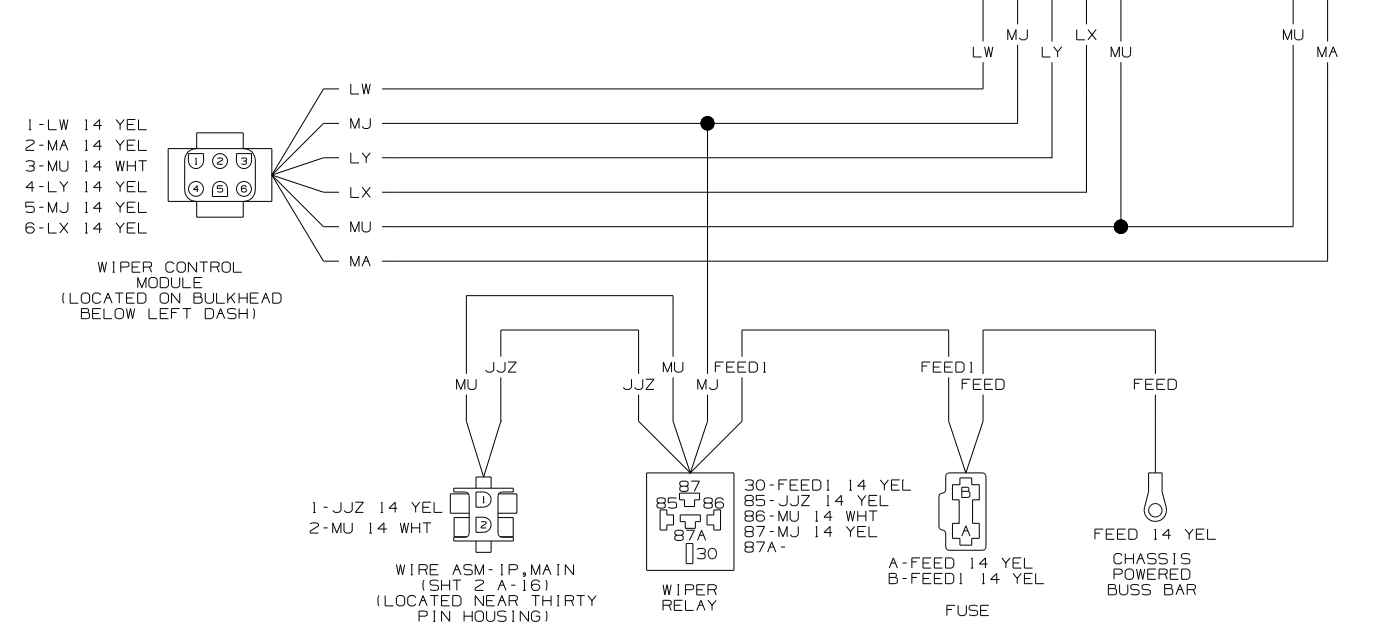 MJ
LX
MU
LW
LY
MU
MA
LW
MJ
LY
LX
MU
MA
1-LW 14 YEL
2-MA 14 YEL
3-MU 14 WHT
4-LY 14 YEL
5-MJ 14 YEL
6-LX 14 YEL
1 2 3
4 5 6
WIPER CONTROL
MODULE
(LOCATED ON BULKHEAD
BELOW LEFT DASH)
JJZ
MU
FEED1
FEED1
MU
JJZ
MJ
FEED
FEED
1-JJZ 14 YEL
2-MU 14 WHT
1
2
WIRE ASM-IP,MAIN
(SHT 2 A-16)
(LOCATED NEAR THIRTY
PIN HOUSING)
87
85 86
87A
30
30-FEED1 14 YEL
85-JJZ 14 YEL
86-MU 14 WHT
87-MJ 14 YEL
87A-
WIPER
RELAY
B
A
A-FEED 14 YEL
B-FEED1 14 YEL
FUSE
FEED 14 YEL
CHASSIS
POWERED
BUSS BAR